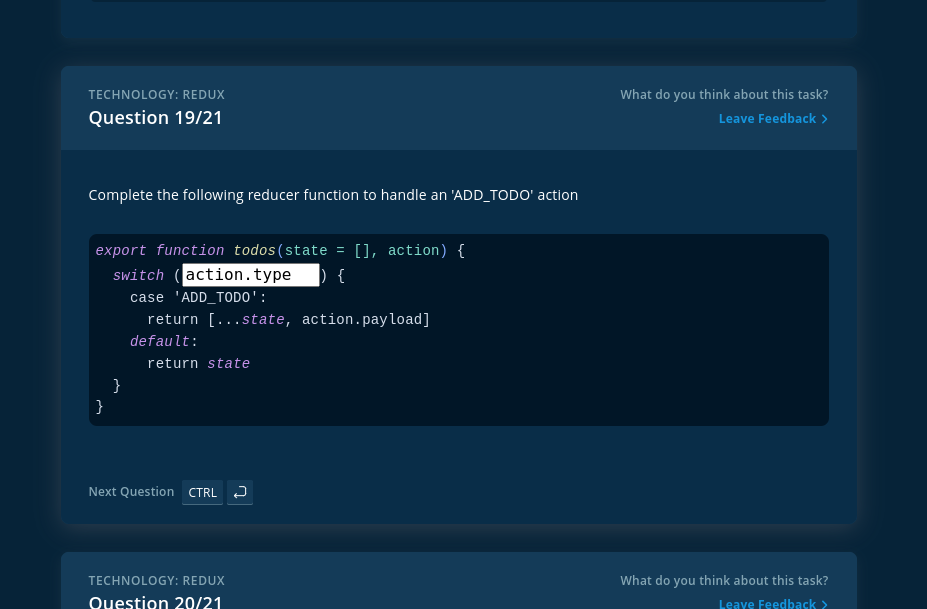 TECHNOLOGY: REDUX
What do you think about this task?
Question 19/21
Leave Feedback >
Complete the following reducer function to handle an 'ADD_TODO' action
export function todos(state = [], action) {
  switch (action.type) {
    case 'ADD_TODO':
      return [...state, action.payload]
    default:
      return state
  }
}
Next Question CTRL
TECHNOLOGY: REDUX
What do you think about this task?
Question 20/21
Leave Feedback >